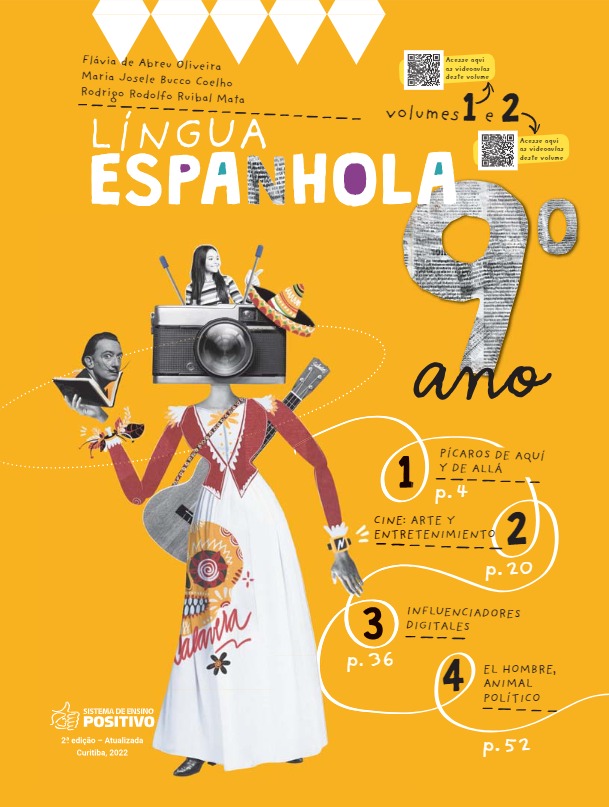 Flávia de Abreu Oliveira
Maria Josele Bucco Coelho
Rodrigo Rodolfo Ruibal Mata
Acesse aqui
as videoaulas
deste volume
volumes 1 e 2
Acesse aqui
as videoaulas
deste volume
LÍNGUA
ESPANHOLA
9º
ano
1
PÍCAROS DE AQUÍ
Y DE ALLÁ
p. 4
CINE: ARTE Y
ENTRETENIMIENTO
2
p. 20
3
INFLUENCIADORES
DIGITALES
p. 36
4
EL HOMBRE,
ANIMAL
POLÍTICO
p. 52
Calavera
SISTEMA DE ENSINO
POSITIVO
2ª edição – Atualizada
Curitiba, 2022